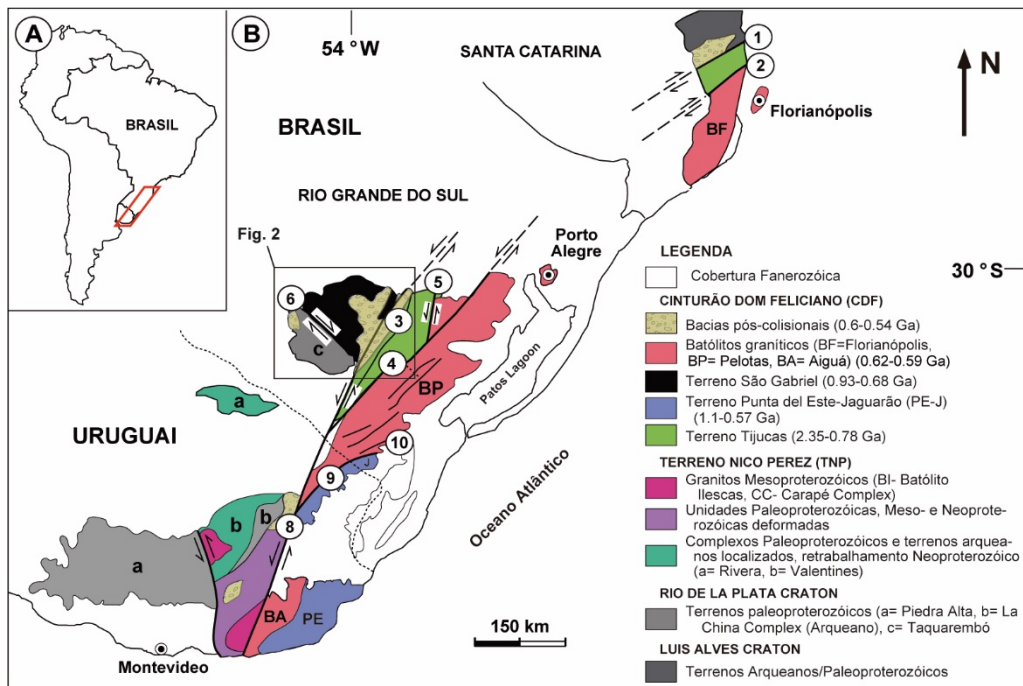 A
BRASIL
B
54 °W
SANTA CATARINA
1
2
N
Florianópolis
BF
BRASIL
RIO GRANDE DO SUL
Fig. 2
Porto
Alegre
30 °S
6
5
3
c
4
BP
Patos Lagoon
a
URUGUAI
10
9
8
Oceano Atlântico
b
b
a
BA
PE
Montevideo
150 km
LEGENDA
Cobertura Fanerozóica
CINTURÃO DOM FELICIANO (CDF)
Bacias pós-colisionais (0.6-0.54 Ga)
Batólitos graníticos (BF=Florianópolis,
BP= Pelotas, BA= Aiguá) (0.62-0.59 Ga)
Terreno São Gabriel (0.93-0.68 Ga)
Terreno Punta del Este-Jaguarão (PE-J)
(1.1-0.57 Ga)
Terreno Tijucas (2.35-0.78 Ga)
TERRENO NICO PEREZ (TNP)
Granitos Mesoproterozóicos (BI- Batólito
Ilescas, CC- Carapé Complex)
Unidades Paleoproterozóicas, Meso- e Neoprote-
rozóicas deformadas
Complexos Paleoproterozóicos e terrenos arquea-
nos localizados, retrabalhamento Neoproterozóico
(a= Rivera, b= Valentines)
RIO DE LA PLATA CRATON
Terrenos paleoproterozóicos (a= Piedra Alta, b= La
China Complex (Arqueano), c= Taquarembó
LUIS ALVES CRATON
Terrenos Arqueanos/Paleoproterozóicos